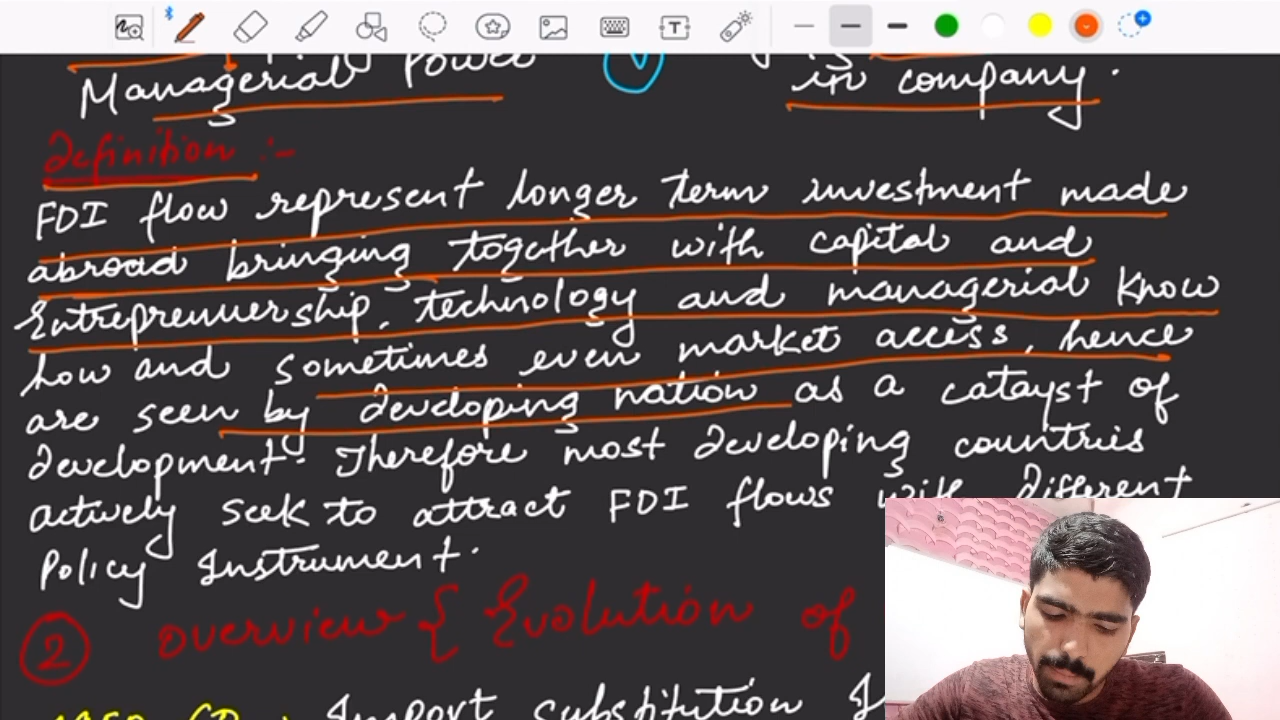 Managerial Power
in company.
Definition :-
FDI flow represent longer term investment made
abroad bringing together with capital and
Entreprenuership, technology and managerial know
how and sometimes even market access, hence
are seen by developing nation as a catayst of
development. Therefore most developing countries
actively seek to attract FDI flows with different
Policy Instrument.
② overview { Evolution of
Import substitution